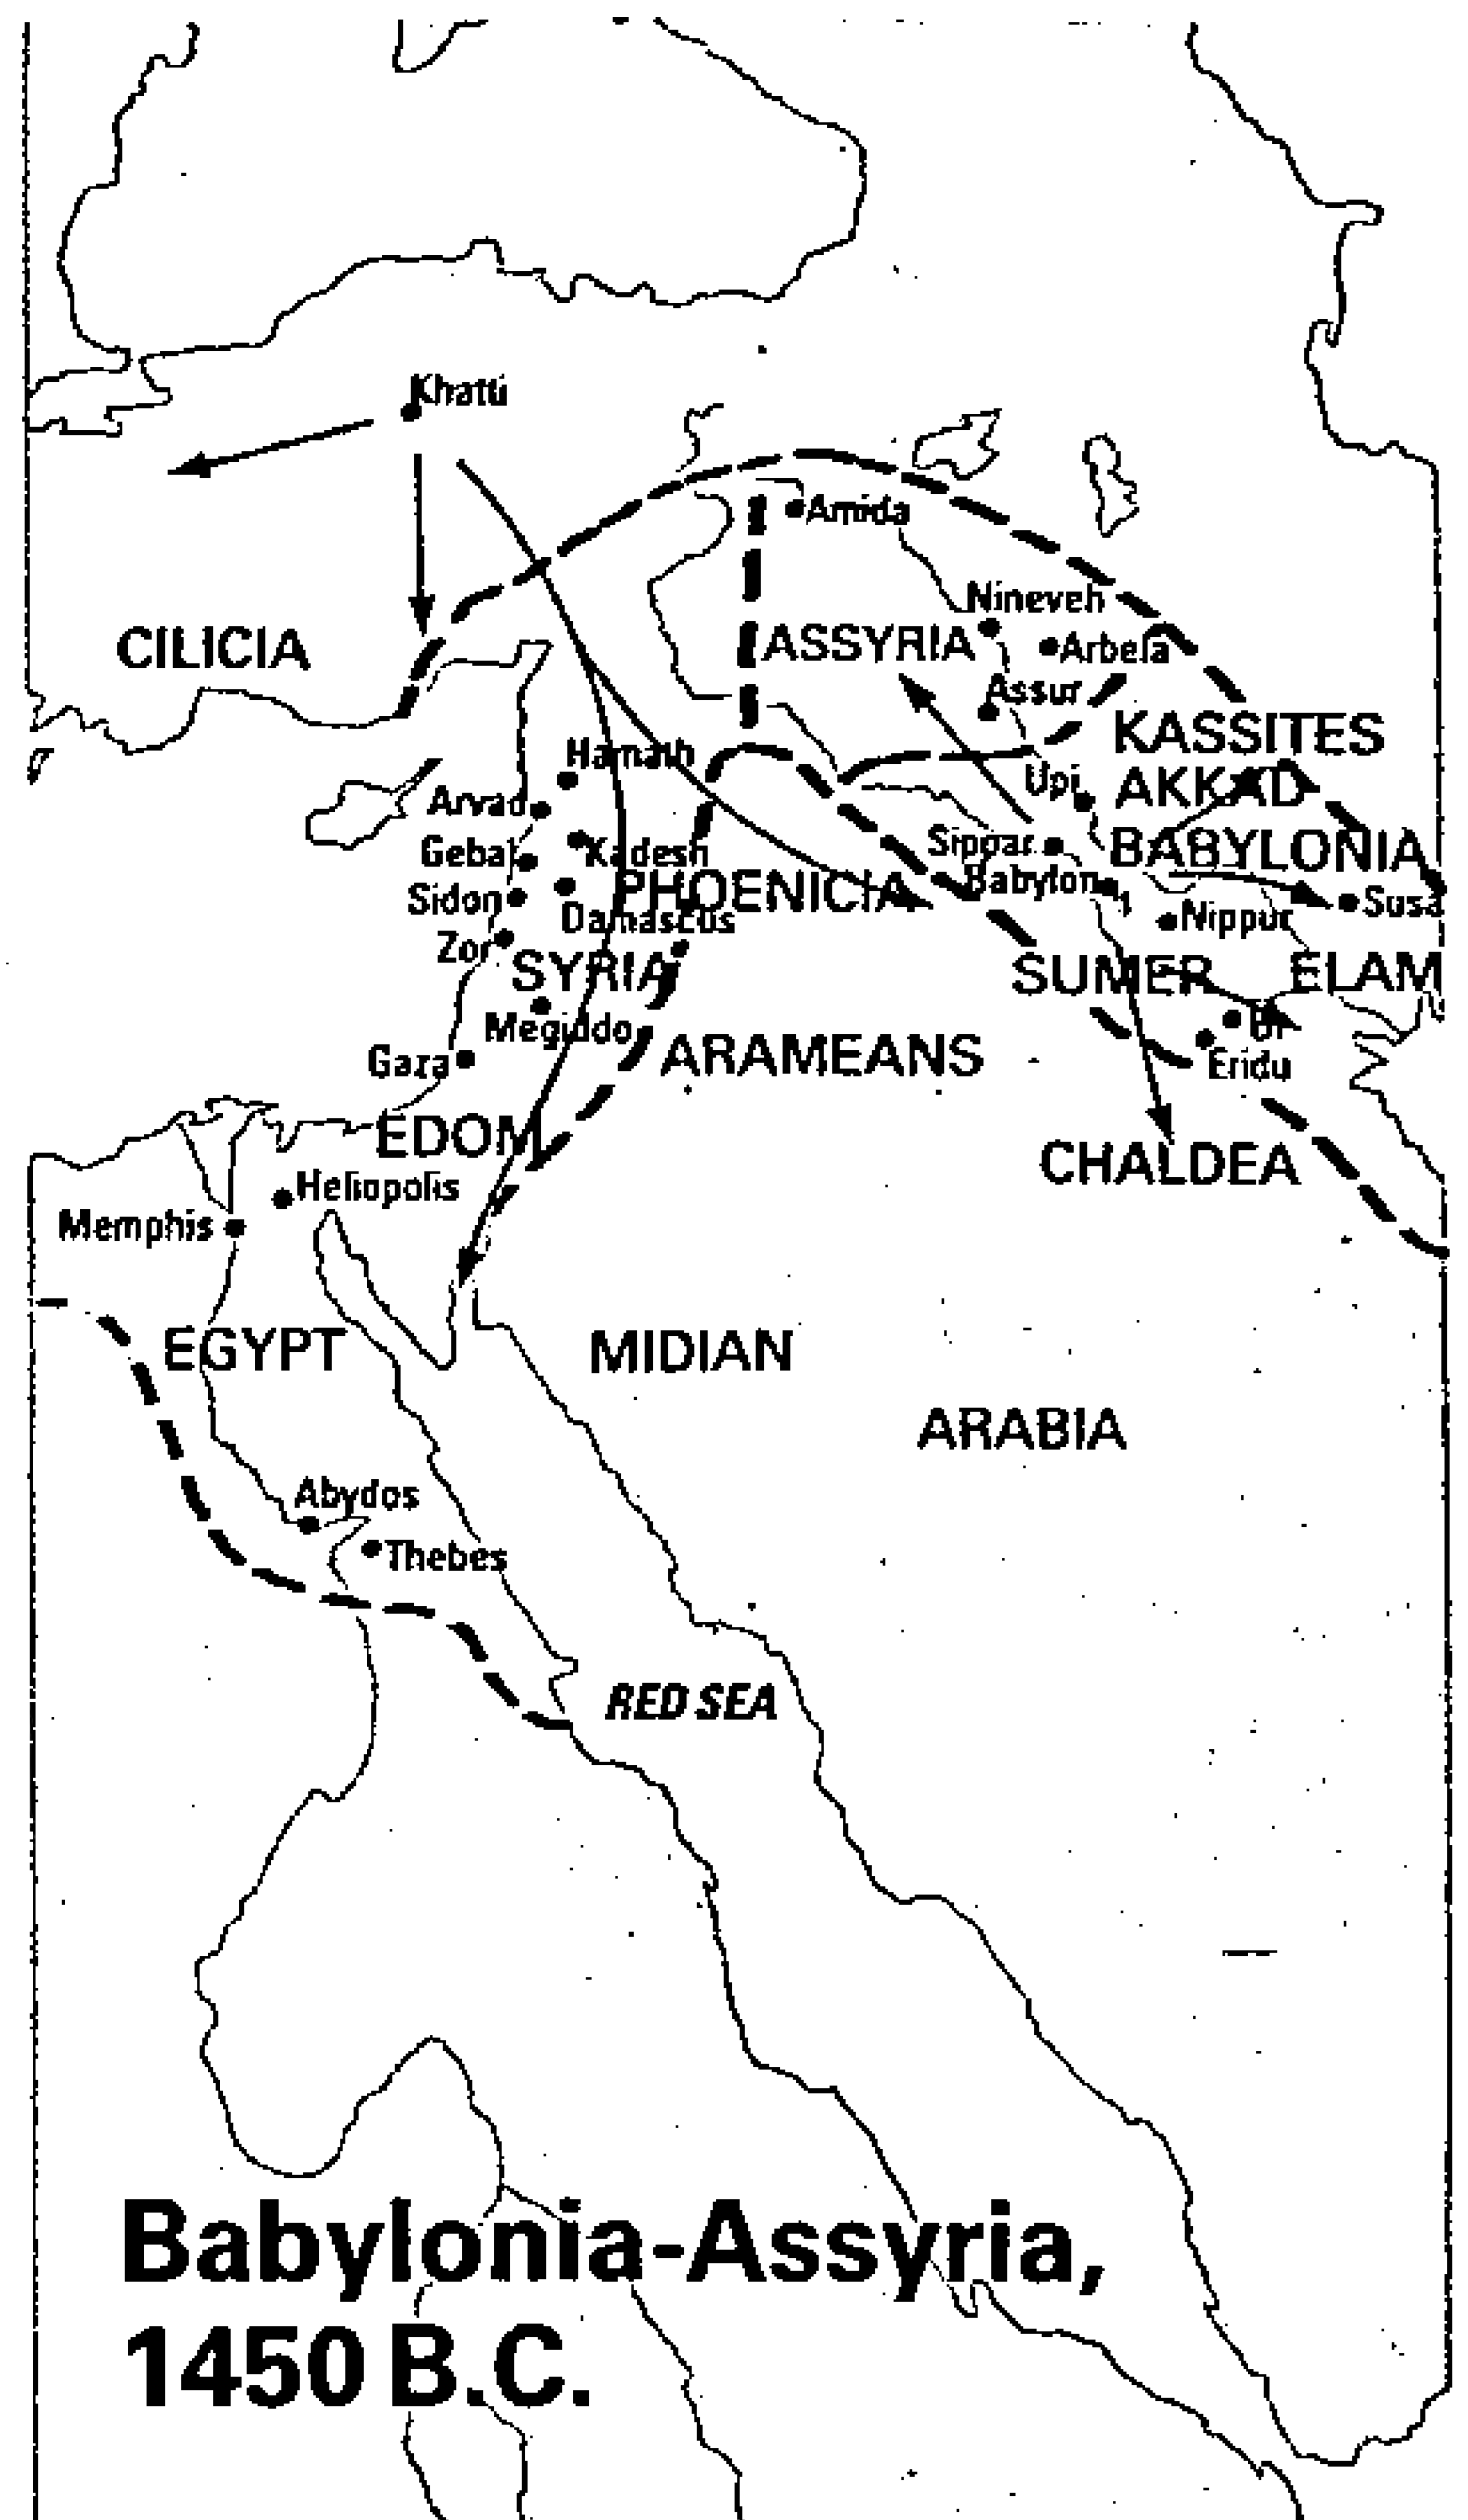 Khatti
Amida
Nineveh
CILICIA
ASSYRIA
Arbela
Assur
KASSITES
Hamath
Upi
AKKAD
Arvad
Sippar
BABYLONIA
Gebal
Kadesh
PHOENICIA
Babylon
Susa
Sidon
Damascus
Nippur
Zor
SYRIA
SUMER
ELAM
Megiddo
Ur
Gaza
ARAMEANS
Eridu
EDOM
CHALDEA
Heliopolis
Memphis
EGYPT
MIDIAN
ARABIA
Abydos
Thebes
RED SEA
Babylonia-Assyria,
1450 B.C.